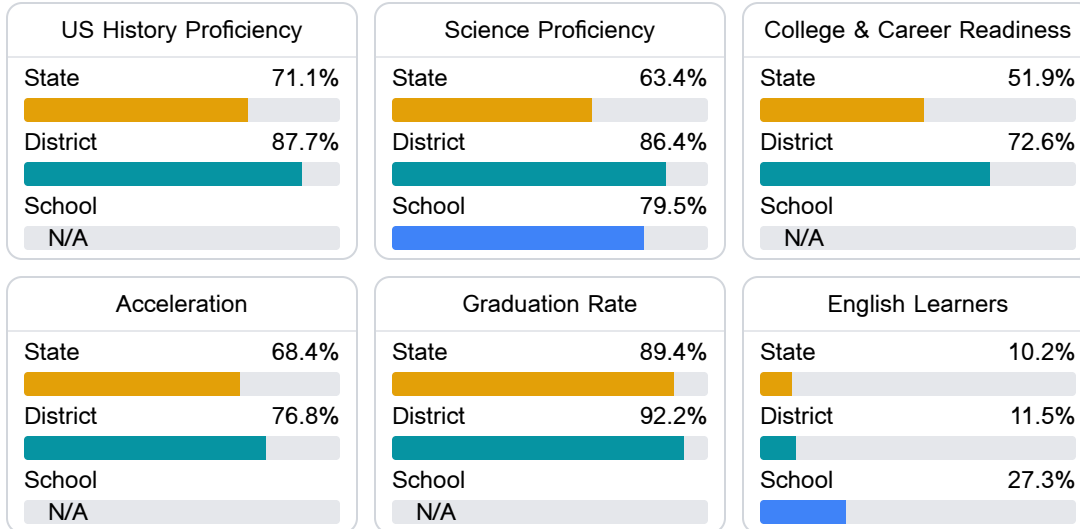 US History Proficiency
State 71.1%
District 87.7%
School
N/A
Science Proficiency
State 63.4%
District 86.4%
School 79.5%
College & Career Readiness
State 51.9%
District 72.6%
School
N/A
Acceleration
State 68.4%
District 76.8%
School
N/A
Graduation Rate
State 89.4%
District 92.2%
School
N/A
English Learners
State 10.2%
District 11.5%
School 27.3%